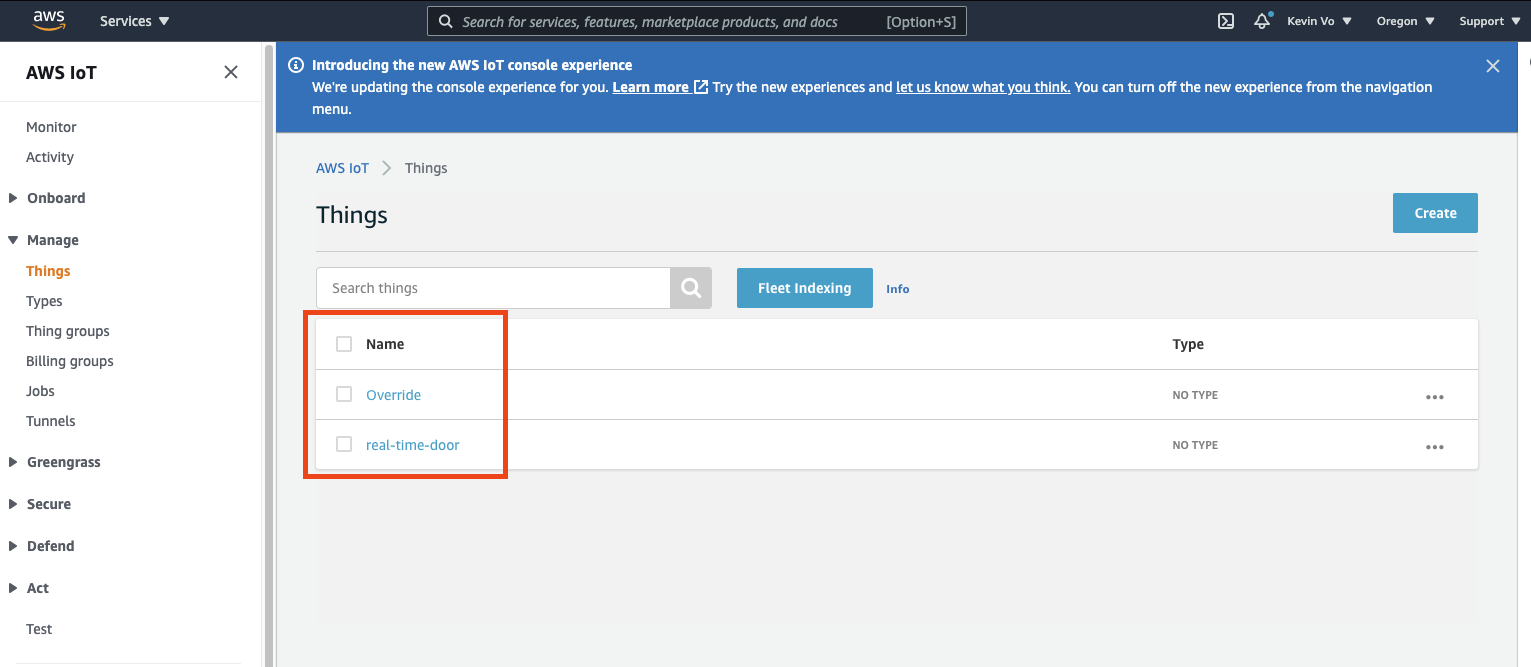 aws Services Search for services, features, marketplace products, and docs [Option+S] Kevin Vo Oregon Support
AWS IoT
Monitor
Activity
Onboard
Manage
Things
Types
Thing groups
Billing groups
Jobs
Tunnels
Greengrass
Secure
Defend
Act
Test
Introducing the new AWS IoT console experience
We're updating the console experience for you. Learn more Try the new experiences and let us know what you think. You can turn off the new experience from the navigation
menu.
AWS IoT Things
Things
Create
Search things Fleet Indexing Info
Name Type
Override NO TYPE
real-time-door NO TYPE